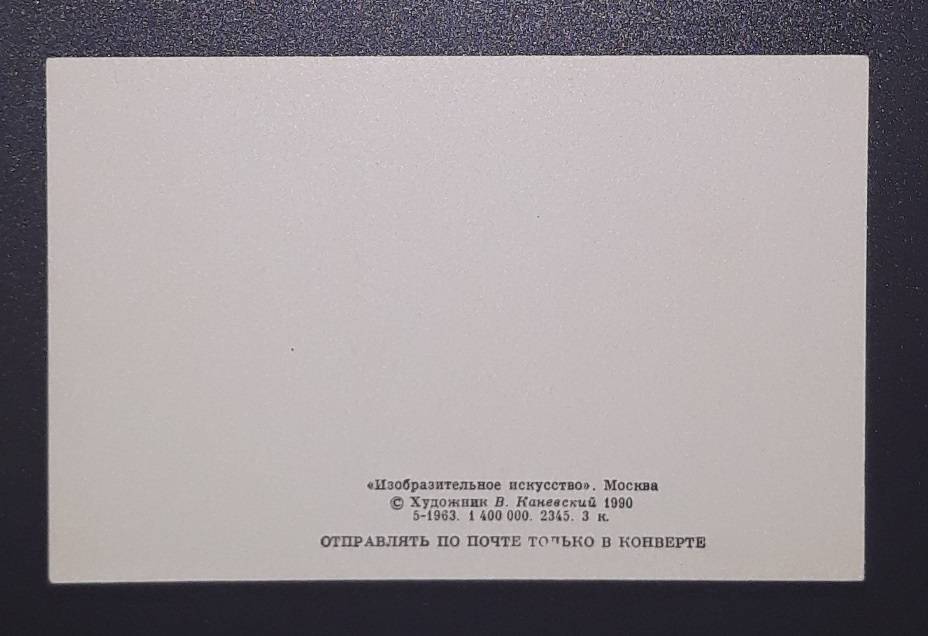 «Изобразительное искусство». Москва
© Художник В. Каневский 1990
5-1963. 1 400 000. 2345. 3 к.
ОТПРАВЛЯТЬ ПО ПОЧТЕ ТОЛЬКО В КОНВЕРТЕ